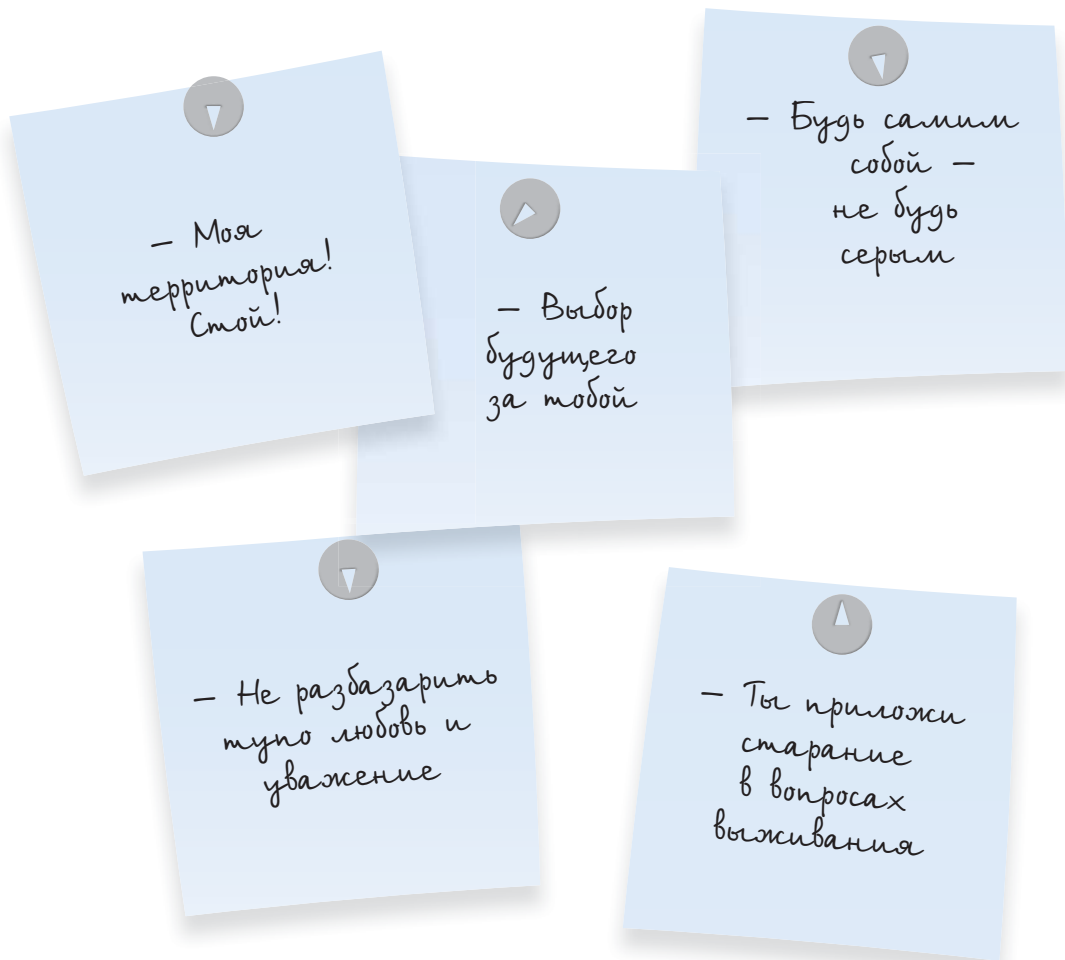 – Моя
территория!
Стой!
– Выбор
будущего
за тобой
– Будь самим
собой –
не будь
серым
– Не разбазарить
тупо любовь и
уважение
– Ты приложи
старание
в вопросах
выживания